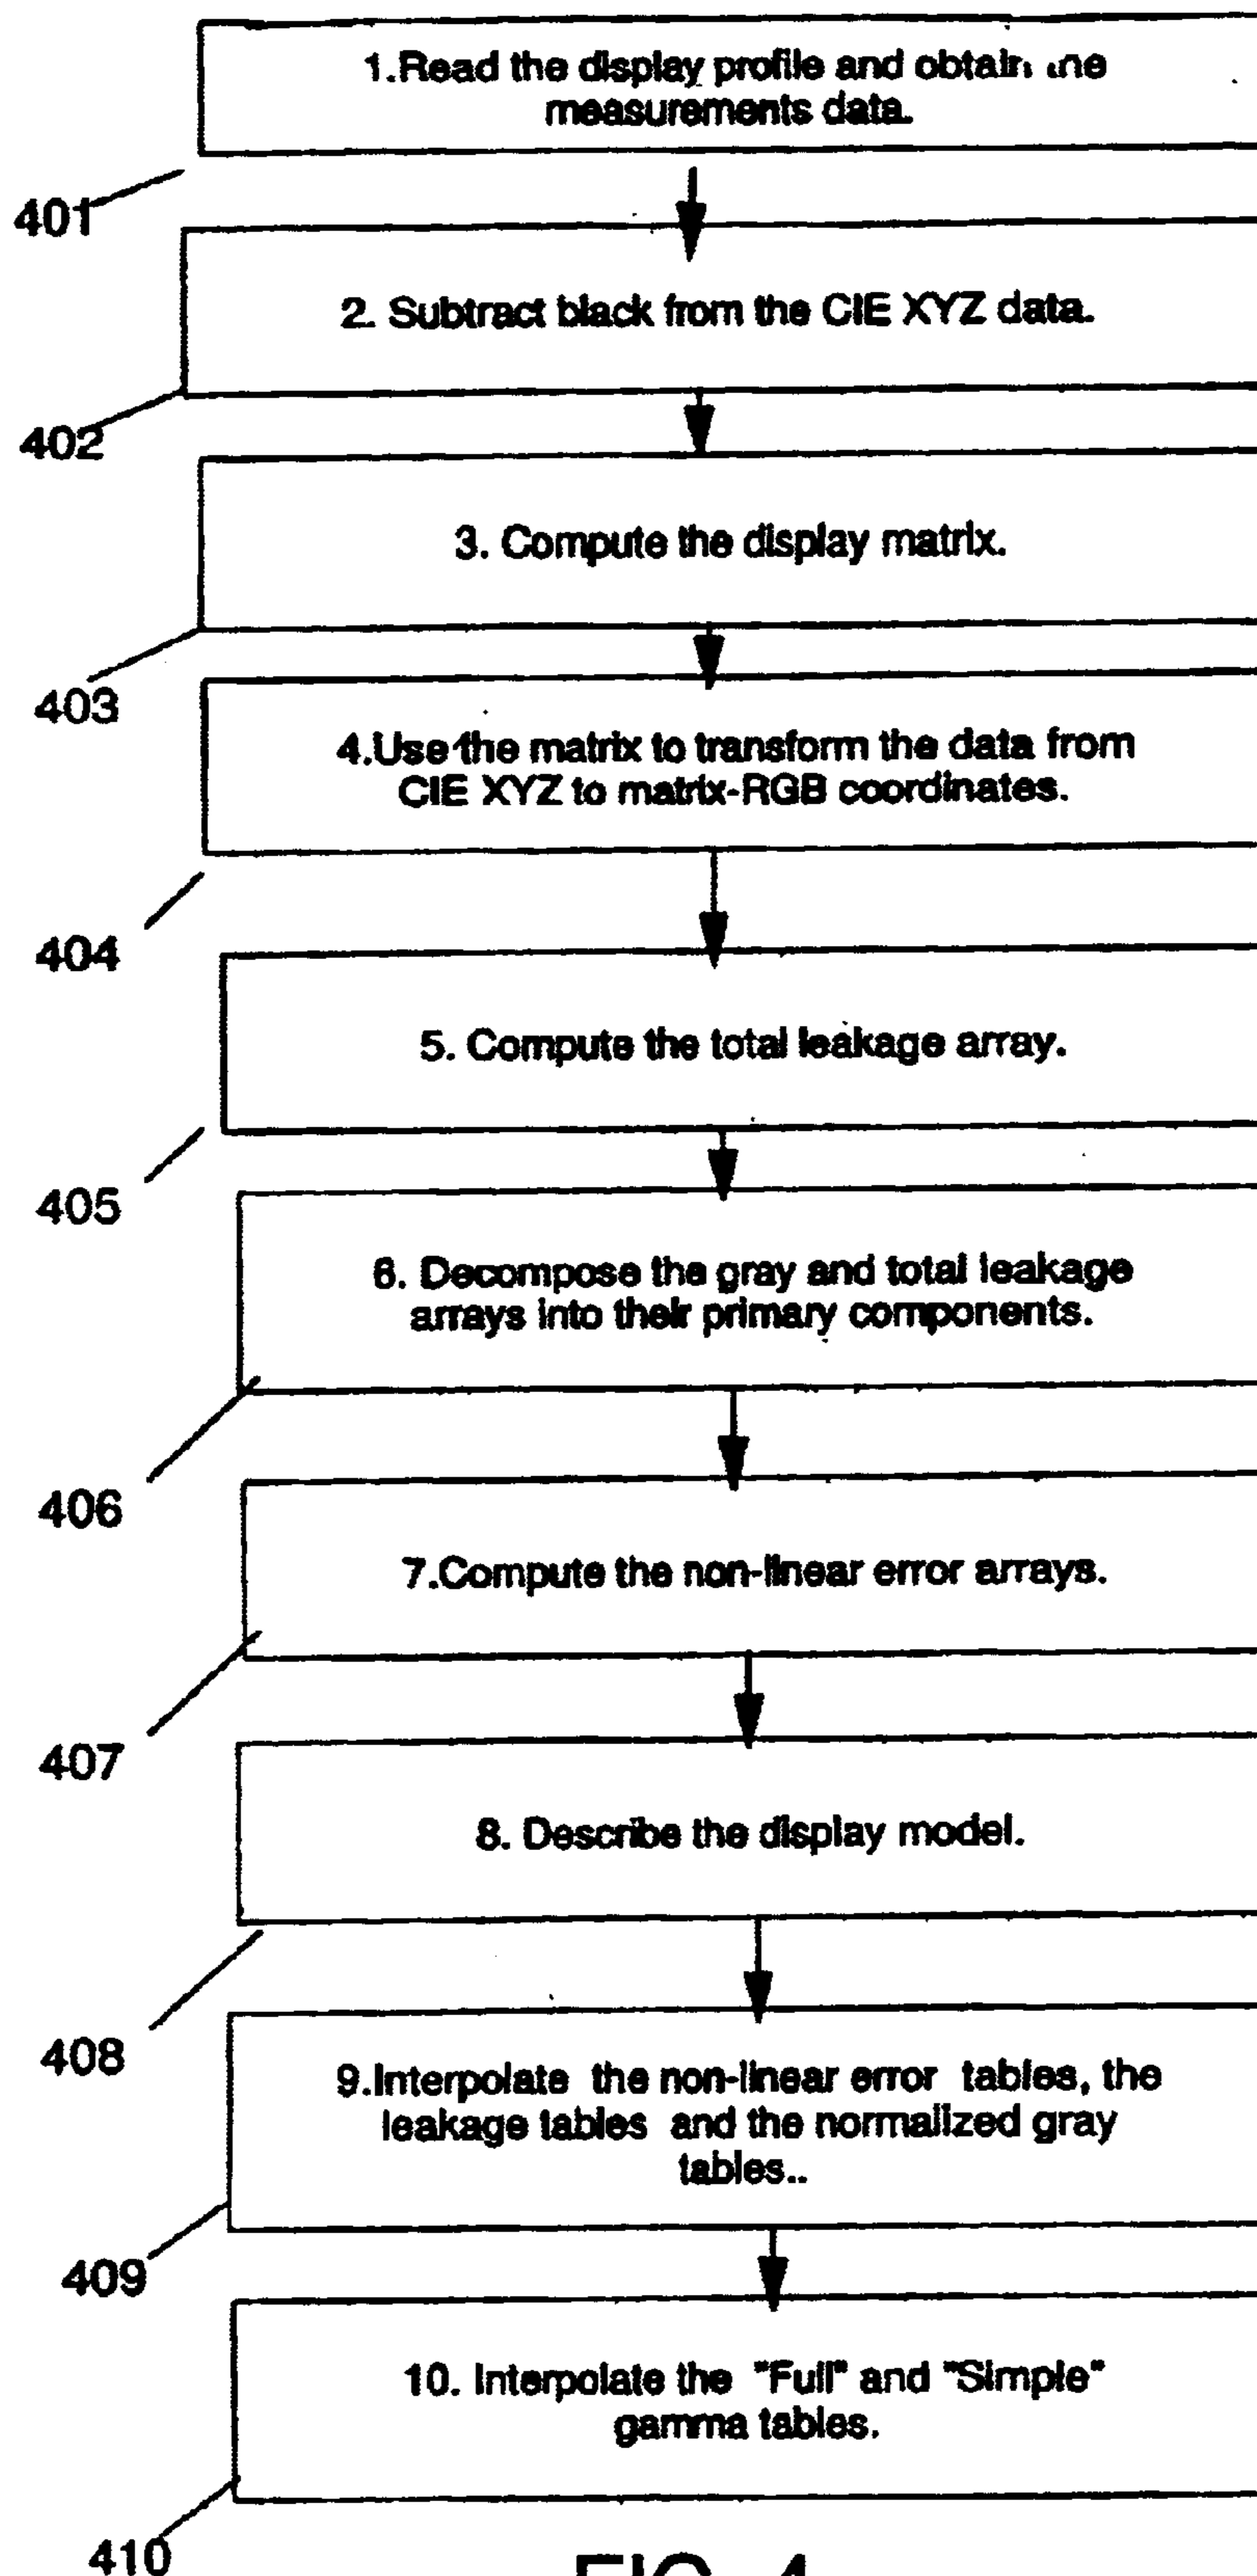 1.Read the display profile and obtain the
measurements data.
401
2. Subtract black from the CIE XYZ data.
402
3. Compute the display matrix.
403
4.Use the matrix to transform the data from
CIE XYZ to matrix-RGB coordinates.
404
5. Compute the total leakage array.
405
6. Decompose the gray and total leakage
arrays into their primary components.
406
7.Compute the non-linear error arrays.
407
8. Describe the display model.
408
9.Interpolate the non-linear error tables, the
leakage tables and the normalized gray
tables..
409
10. Interpolate the "Full" and "Simple"
gamma tables.
410
FIG. 4